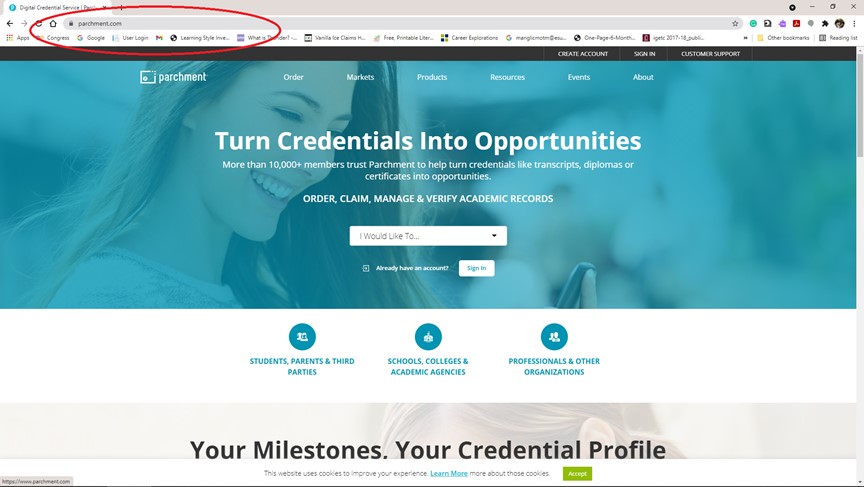 Digital Credential Service | Parc
parchment.com
Apps Congress Google User Login Learning Style Inve... What is Thunder? -... Vanilla Ice Claims H... Free, Printable Liter... Career Explorations manglicmotm@esu... One-Page-6-Month... igetc 2017-18_publi... » Other bookmarks Reading list
CREATE ACCOUNT SIGN IN CUSTOMER SUPPORT
parchment Order Markets Products Resources Events About
Turn Credentials Into Opportunities
More than 10,000+ members trust Parchment to help turn credentials like transcripts, diplomas or
certificates into opportunities.
ORDER, CLAIM, MANAGE & VERIFY ACADEMIC RECORDS
I Would Like To...
Already have an account? Sign In
STUDENTS, PARENTS & THIRD
PARTIES
SCHOOLS, COLLEGES &
ACADEMIC AGENCIES
PROFESSIONALS & OTHER
ORGANIZATIONS
Your Milestones, Your Credential Profile
This website uses cookies to improve your experience. Learn More more about those cookies. Accept
https://www.parchment.com